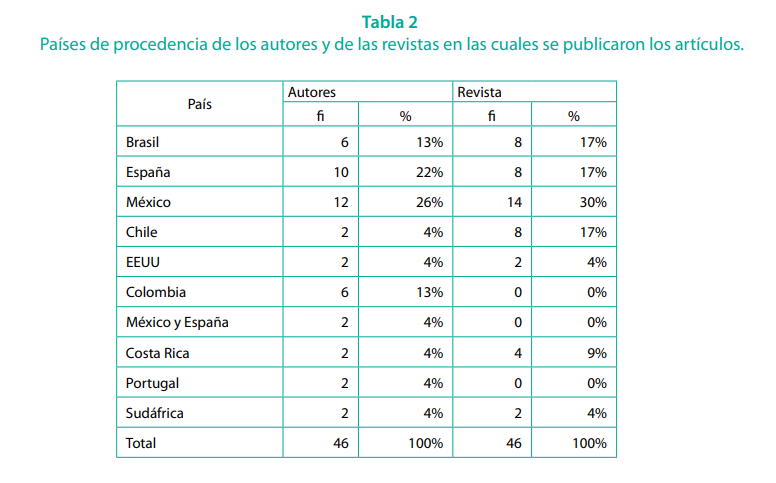 Tabla 2
Países de procedencia de los autores y de las revistas en las cuales se publicaron los artículos.
País Autores Revista
fi % fi %
Brasil 6 13% 8 17%
España 10 22% 8 17%
México 12 26% 14 30%
Chile 2 4% 8 17%
EEUU 2 4% 2 4%
Colombia 6 13% 0 0%
México y España 2 4% 0 0%
Costa Rica 2 4% 4 9%
Portugal 2 4% 0 0%
Sudáfrica 2 4% 2 4%
Total 46 100% 46 100%